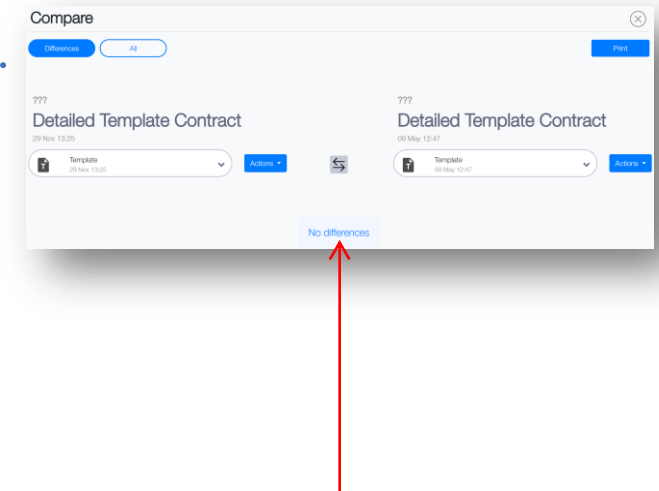 Compare
Differences
All
Print
???
Detailed Template Contract
29 Nov 13:25
Template
29 Nov 13:25
Actions
???
Detailed Template Contract
09 May 12:47
Template
09 May 12:47
Actions
No differences